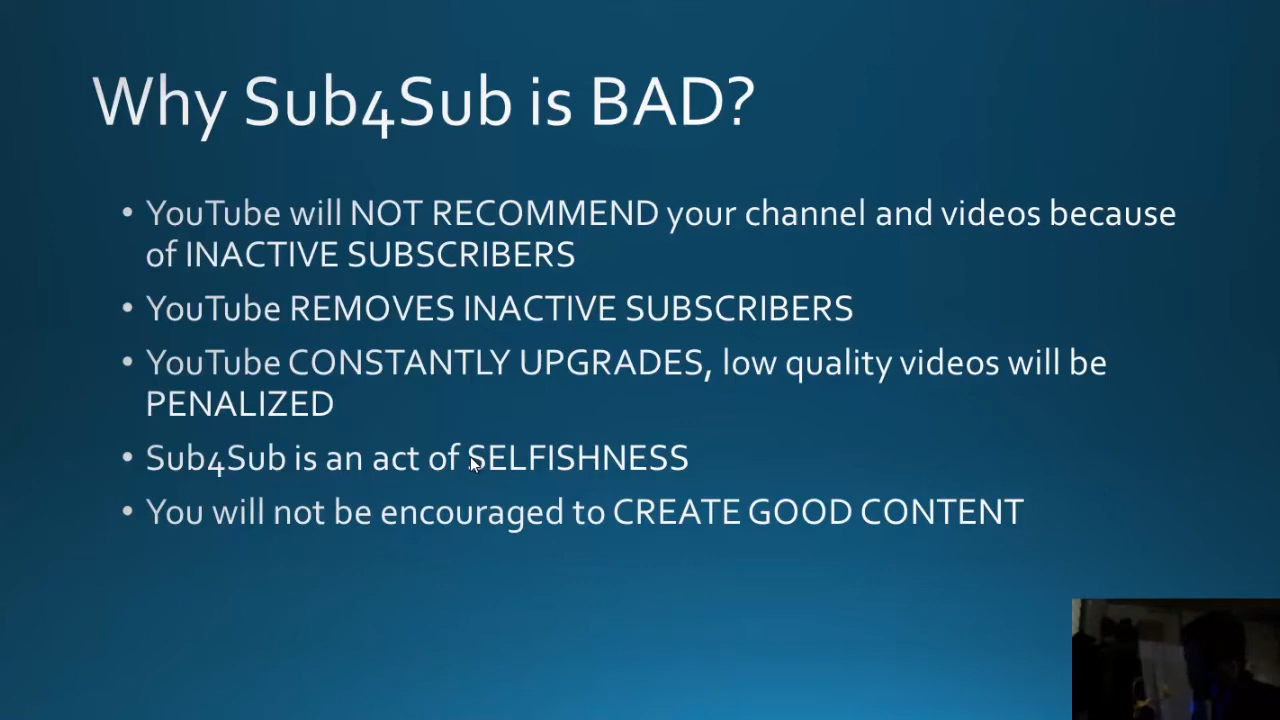 Why Sub4Sub is BAD?
• YouTube will NOT RECOMMEND your channel and videos because
of INACTIVE SUBSCRIBERS
• YouTube REMOVES INACTIVE SUBSCRIBERS
• YouTube CONSTANTLY UPGRADES, low quality videos will be
PENALIZED
• Sub4Sub is an act of SELFISHNESS
• You will not be encouraged to CREATE GOOD CONTENT